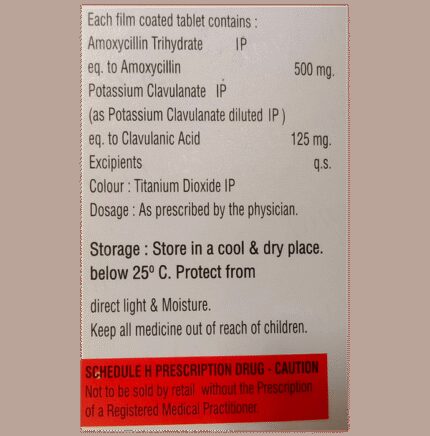 Each film coated tablet contains :
Amoxycillin Trihydrate IP
eq. to Amoxycillin 500 mg.
Potassium Clavulanate IP
(as Potassium Clavulanate diluted IP)
eq. to Clavulanic Acid 125 mg.
Excipients q.s.
Colour : Titanium Dioxide IP
Dosage : As prescribed by the physician.
Storage : Store in a cool & dry place.
below 25º C. Protect from
direct light & Moisture.
Keep all medicine out of reach of children.
SCHEDULE H PRESCRIPTION DRUG - CAUTION
Not to be sold by retail without the Prescription
of a Registered Medical Practitioner.